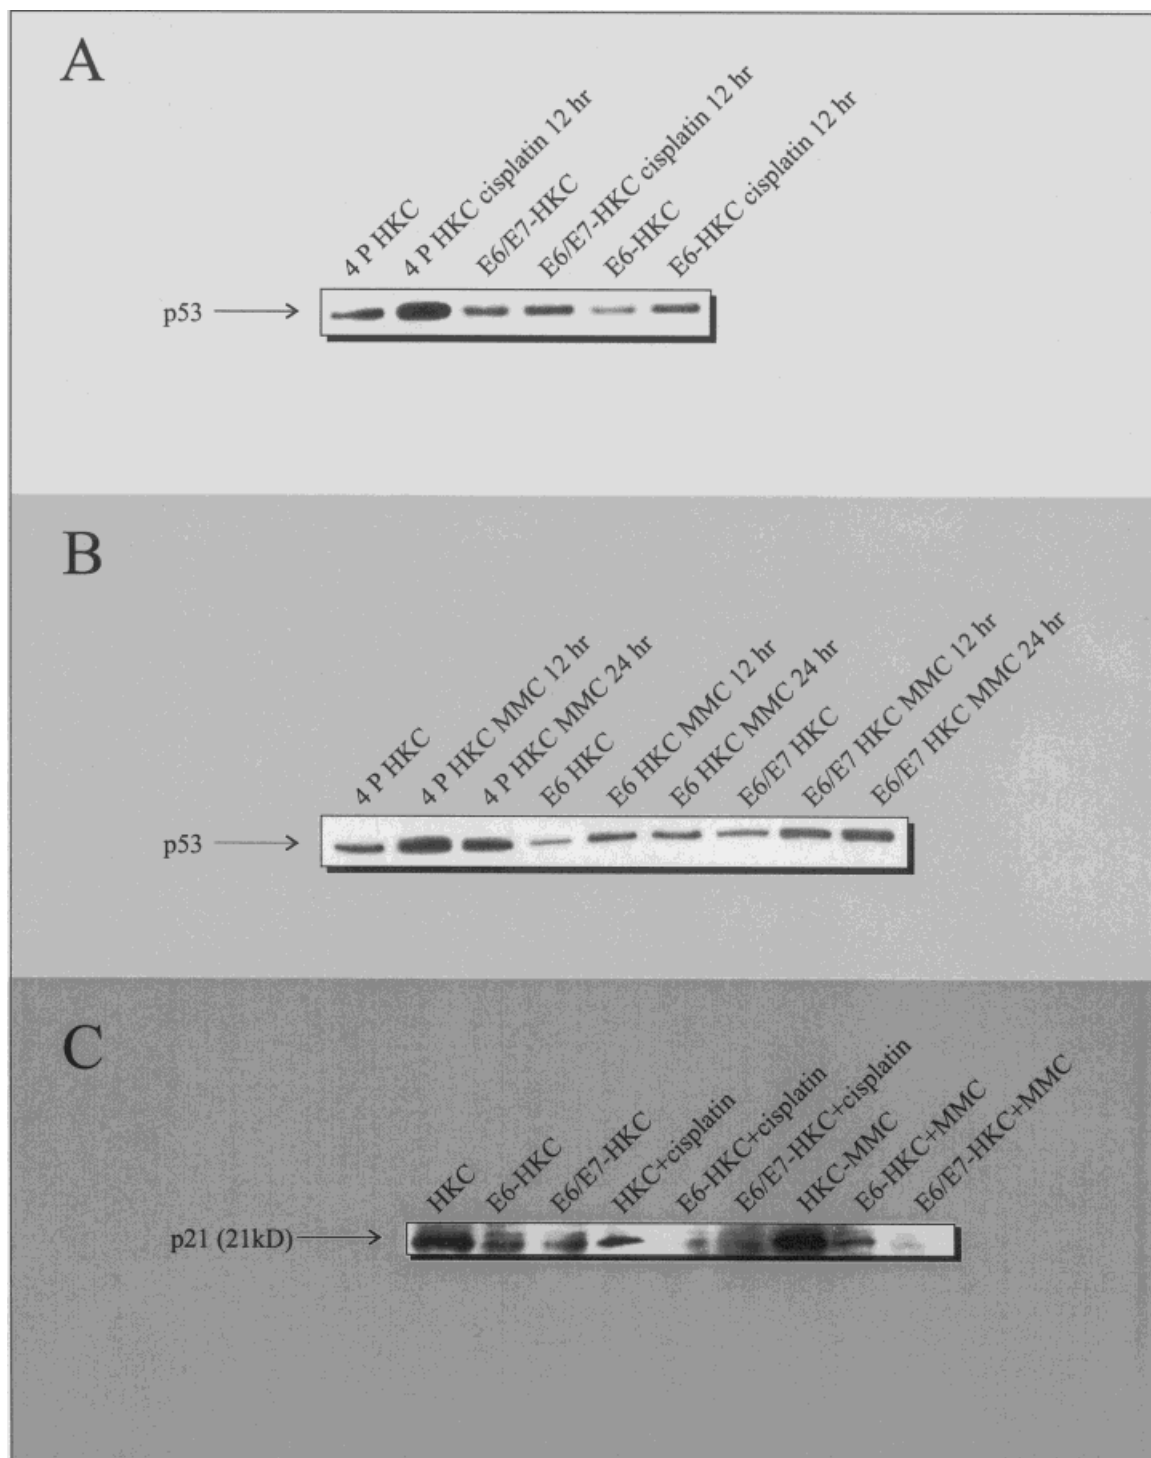 A
4 P HKC
4 P HKC cisplatin 12 hr
E6/E7-HKC
E6/E7-HKC cisplatin 12 hr
E6-HKC
E6-HKC cisplatin 12 hr
p53
B
4 P HKC
4 P HKC MMC 12 hr
4 P HKC MMC 24 hr
E6 HKC
E6 HKC MMC 12 hr
E6 HKC MMC 24 hr
E6/E7 HKC
E6/E7 HKC MMC 12 hr
E6/E7 HKC MMC 24 hr
p53
C
HKC
E6-HKC
E6/E7-HKC
HKC+cisplatin
E6-HKC+cisplatin
E6/E7-HKC+cisplatin
HKC-MMC
E6-HKC+MMC
E6/E7-HKC+MMC
p21 (21kD)